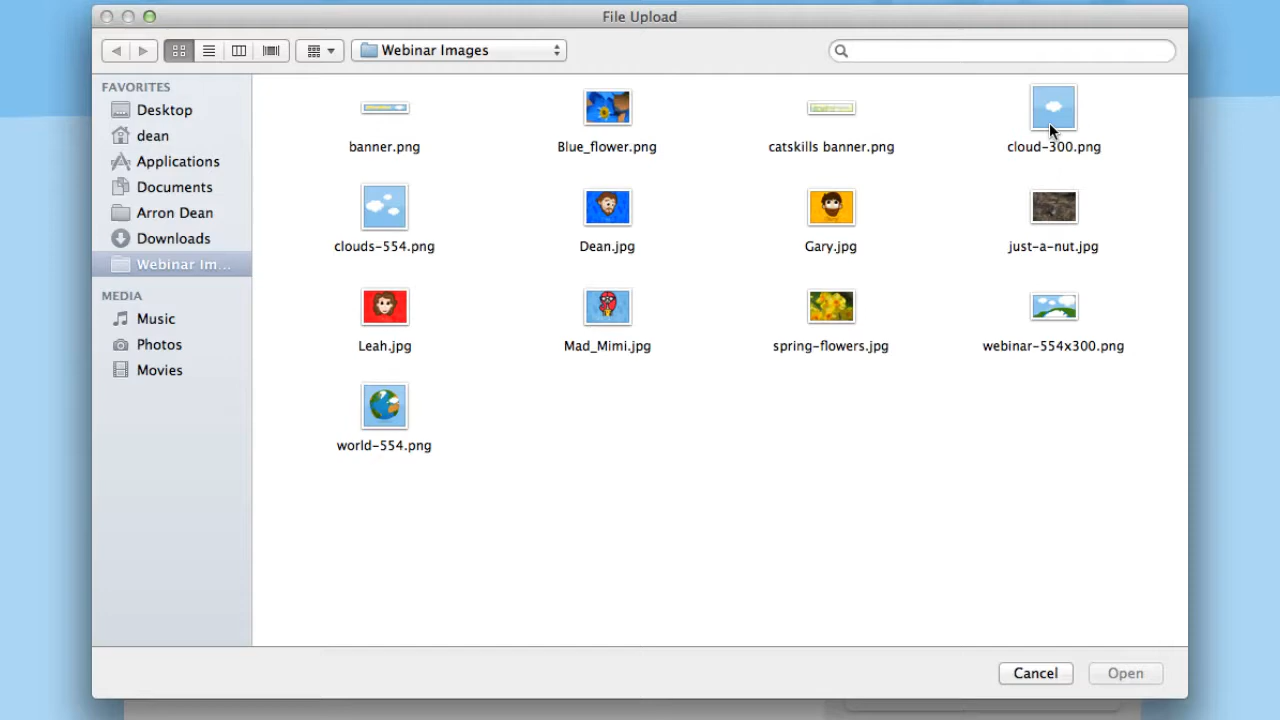 File Upload
Webinar Images
FAVORITES
Desktop
dean
Applications
Documents
Arron Dean
Downloads
Webinar Im...
MEDIA
Music
Photos
Movies
banner.png
Blue_flower.png
catskills banner.png
cloud-300.png
clouds-554.png
Dean.jpg
Gary.jpg
just-a-nut.jpg
Leah.jpg
Mad_Mimi.jpg
spring-flowers.jpg
webinar-554x300.png
world-554.png
Cancel
Open